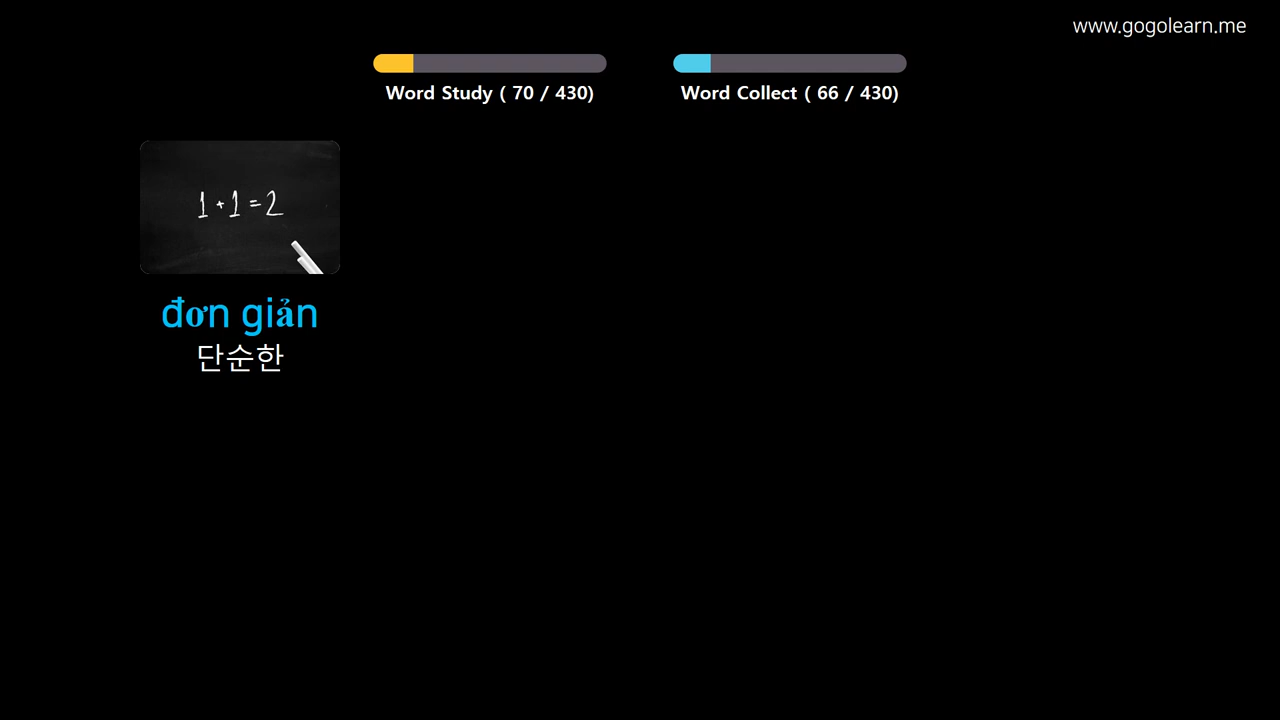 www.gogolearn.me
Word Study ( 70 / 430)
Word Collect ( 66 / 430)
1+1=2
đơn giản
단순한